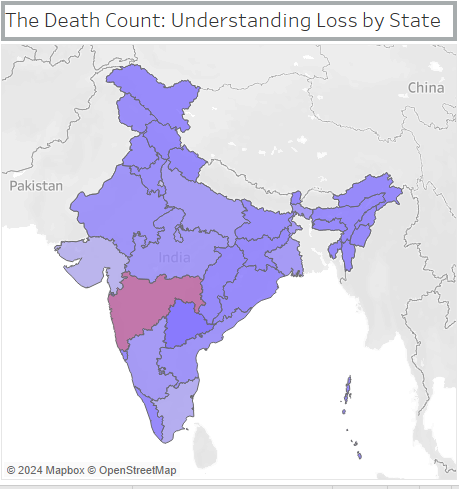 The Death Count: Understanding Loss by State
China
Pakistan
India
© 2024 Mapbox © OpenStreetMap